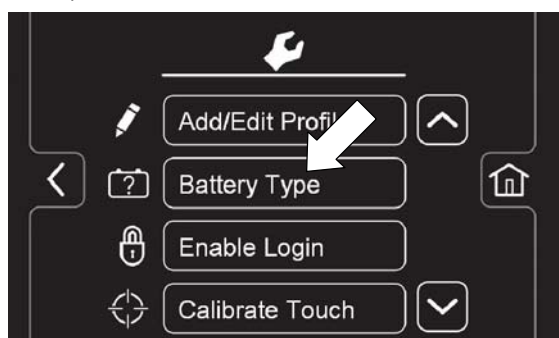 Add/Edit Profil
Battery Type
?
Enable Login
Calibrate Touch